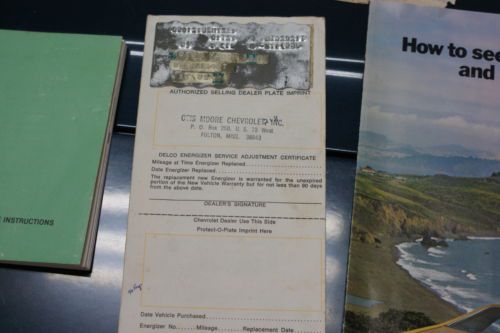 AUTHORIZED SELLING DEALER PLATE IMPRINT
OTIS MOORE CHEVROLET, INC.
P. O. Box 250, U. S. 78 West
FULTON, MISS. 38843
DELCO ENERGIZER SERVICE ADJUSTMENT CERTIFICATE
Mileage at Time Energizer Replaced
Date Energizer Replaced
The replacement new Energizer is warranted for the unexpired
portion of the New Vehicle Warranty but for not less than 90 days
from the above date.
DEALER'S SIGNATURE
Chevrolet Dealer Use This Side
Protect-O-Plate Imprint Here
Date Vehicle Purchased
Energizer No. Mileage Replacement Date
INSTRUCTIONS
How to see
and